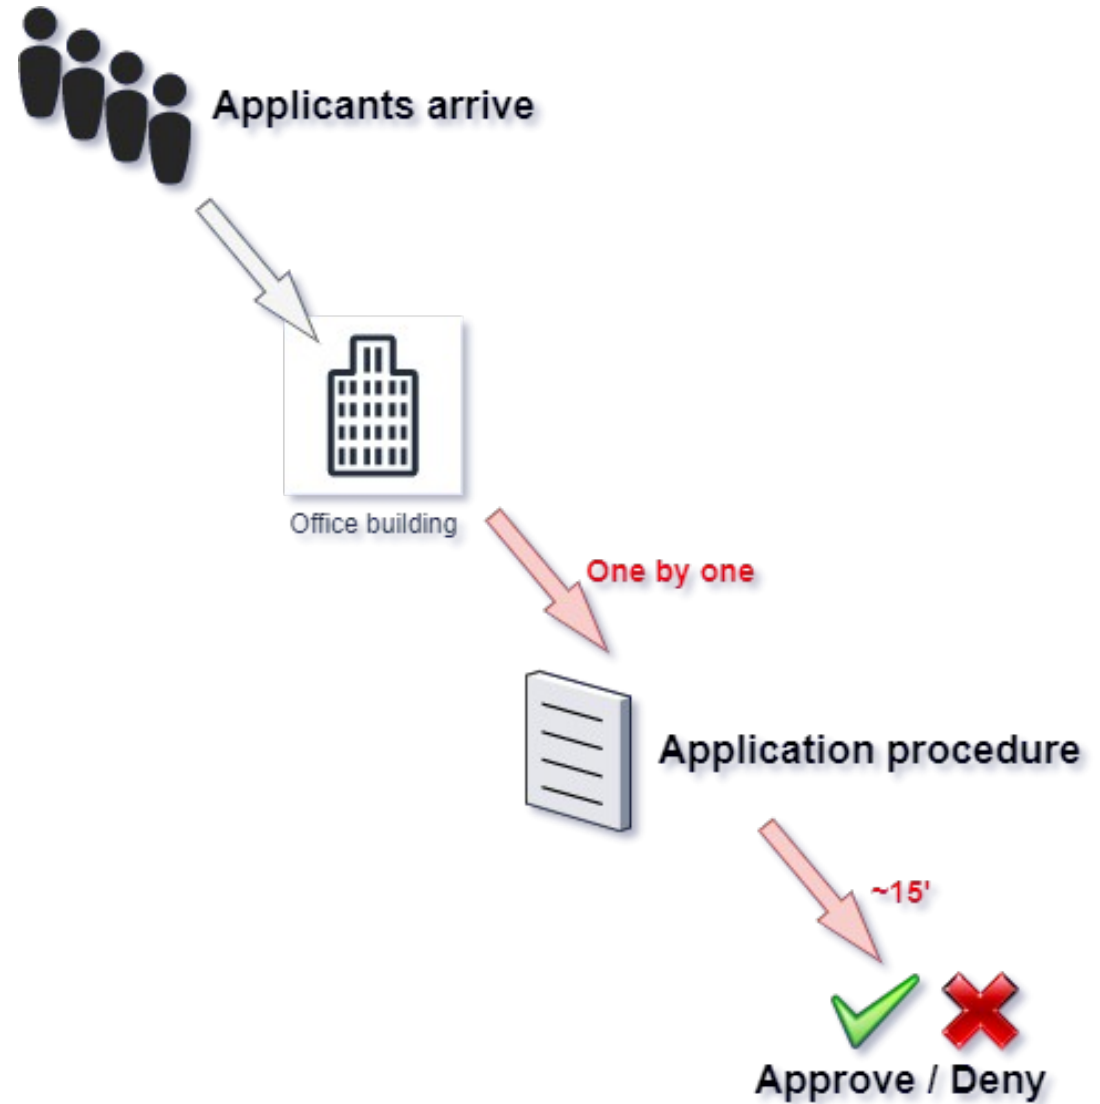 Applicants arrive
Office building
One by one
Application procedure
~15'
Approve / Deny